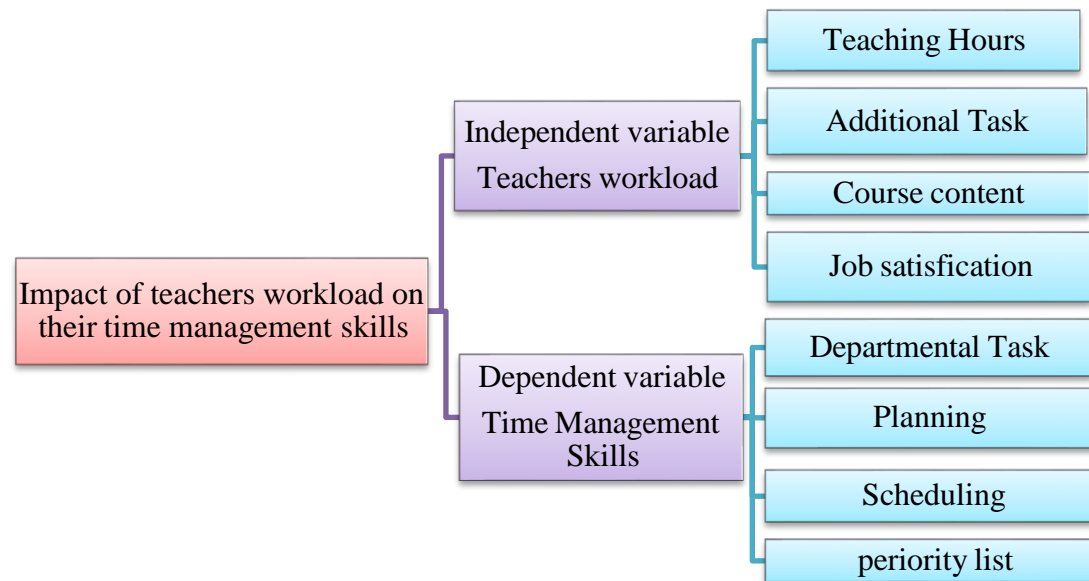 Impact of teachers workload on
their time management skills
Independent variable
Teachers workload
Teaching Hours
Additional Task
Course content
Job satisfication
Dependent variable
Time Management
Skills
Departmental Task
Planning
Scheduling
periority list